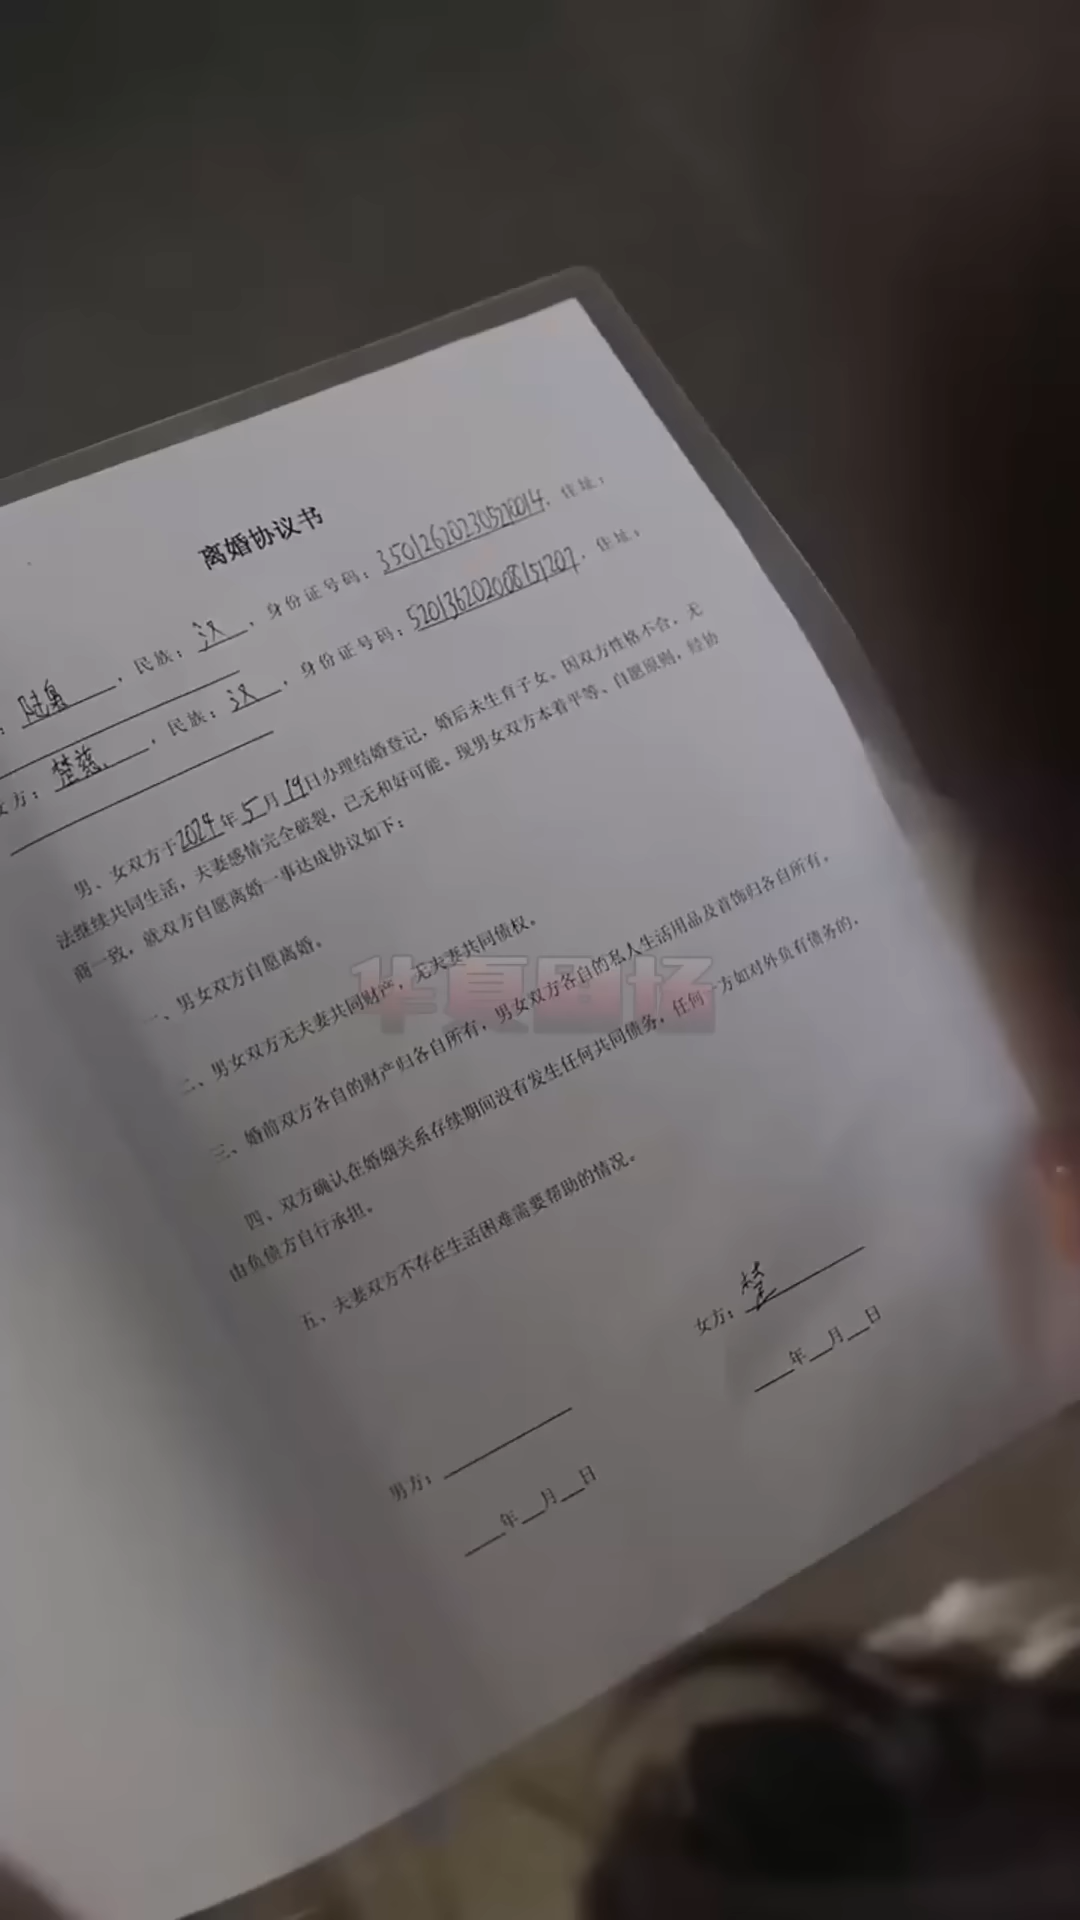 离婚协议书
陆臬，民族：汉，身份证号码：350126202305210014，住址：
女方：楚慈，民族：汉，身份证号码：520136202008151207，住址：
男、女双方于2024年5月19日办理结婚登记，婚后未生育子女。因双方性格不合，无
法继续共同生活，夫妻感情完全破裂，已无和好可能。现男女双方本着平等、自愿原则，经协
商一致，就双方自愿离婚一事达成协议如下：
一、男女双方自愿离婚。
二、男女双方无夫妻共同财产，无夫妻共同债权。
三、婚前双方各自的财产归各自所有，男女双方各自的私人生活用品及首饰归各自所有。
四、双方确认在婚姻关系存续期间没有发生任何共同债务，任何一方如对外负有债务的，
由负债方自行承担。
五、夫妻双方不存在生活困难需要帮助的情况。
女方：楚
年 月 日
男方：
年 月 日
华夏日场